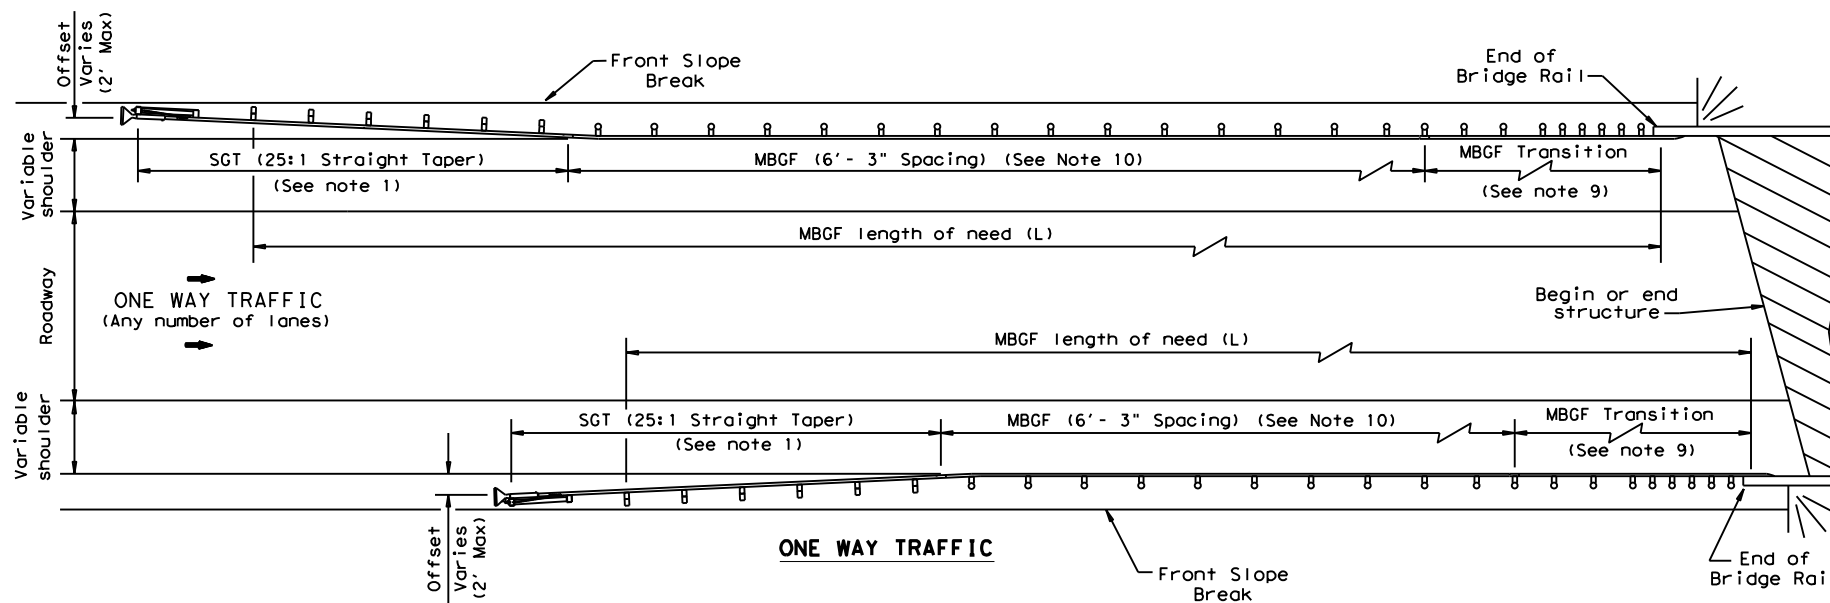 Offset
Varies
(2' Max)
Front Slope
Break
End of
Bridge Rail
Variable
shoulder
SGT (25:1 Straight Taper)
(See note 1)
MBGF (6'- 3" Spacing) (See Note 10)
MBGF Transition
(See note 9)
MBGF length of need (L)
Roadway
ONE WAY TRAFFIC
(Any number of lanes)
Begin or end
structure
MBGF length of need (L)
Variable
shoulder
SGT (25:1 Straight Taper)
(See note 1)
MBGF (6'- 3" Spacing) (See Note 10)
MBGF Transition
(See note 9)
Offset
Varies
(2' Max)
ONE WAY TRAFFIC
Front Slope
Break
End of
Bridge Rai